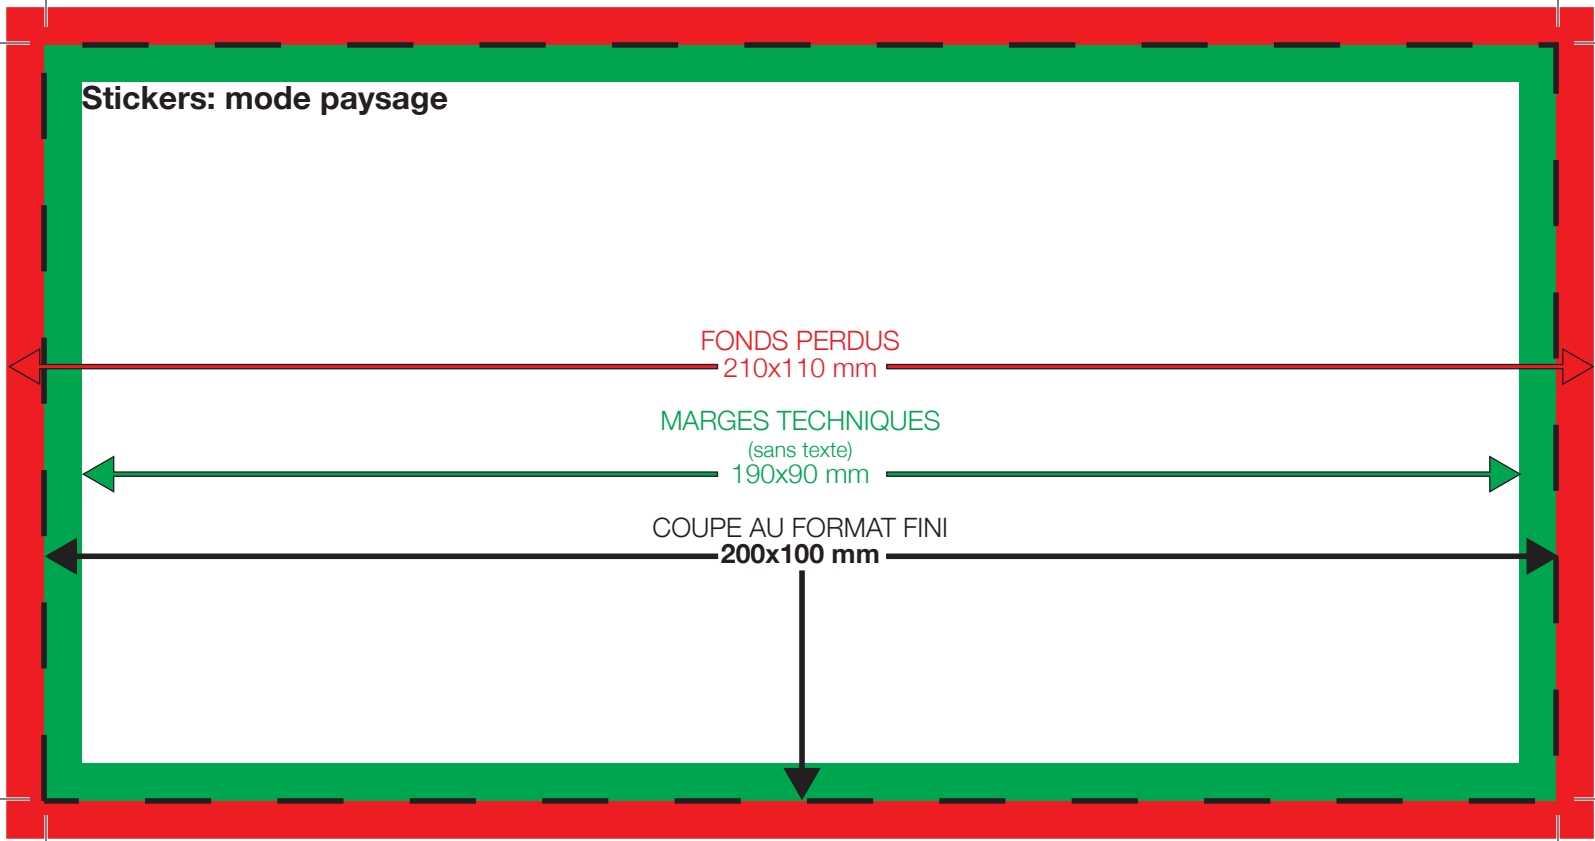 Stickers: mode paysage
FONDS PERDUS
210x110 mm
MARGES TECHNIQUES
(sans texte)
190x90 mm
COUPE AU FORMAT FINI
200x100 mm